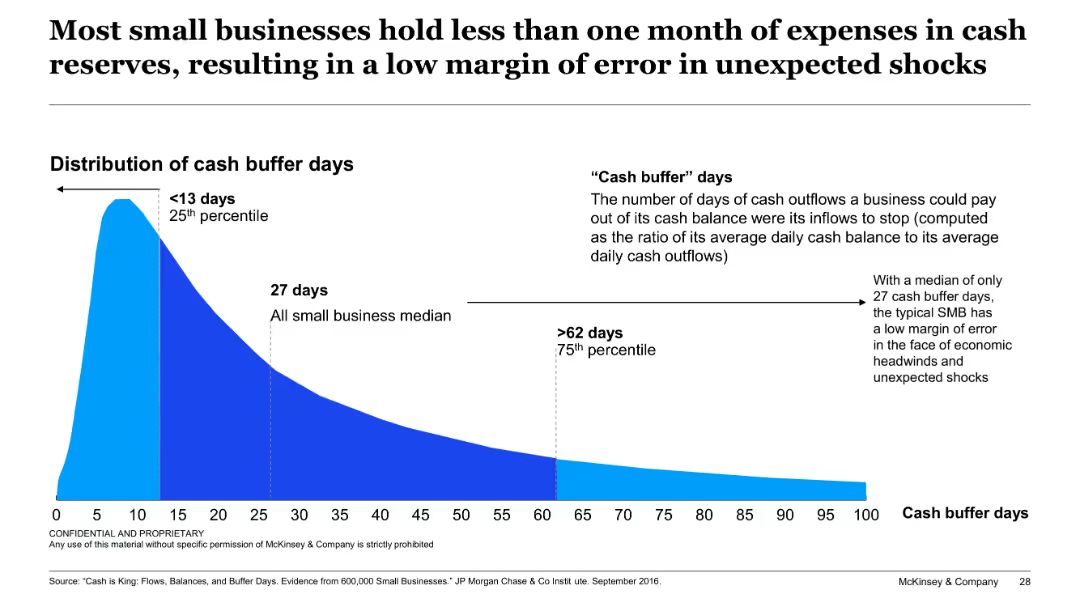 Most small businesses hold less than one month of expenses in cash
reserves, resulting in a low margin of error in unexpected shocks
Distribution of cash buffer days
<13 days
25th percentile
27 days
All small business median
>62 days
75th percentile
“Cash buffer” days
The number of days of cash outflows a business could pay
out of its cash balance were its inflows to stop (computed
as the ratio of its average daily cash balance to its average
daily cash outflows)
With a median of only
27 cash buffer days,
the typical SMB has
a low margin of error
in the face of economic
headwinds and
unexpected shocks
0 5 10 15 20 25 30 35 40 45 50 55 60 65 70 75 80 85 90 95 100 Cash buffer days
CONFIDENTIAL AND PROPRIETARY
Any use of this material without specific permission of McKinsey & Company is strictly prohibited
Source: “Cash is King: Flows, Balances, and Buffer Days. Evidence from 600,000 Small Businesses.” JP Morgan Chase & Co Instit ute. September 2016.
McKinsey & Company 28